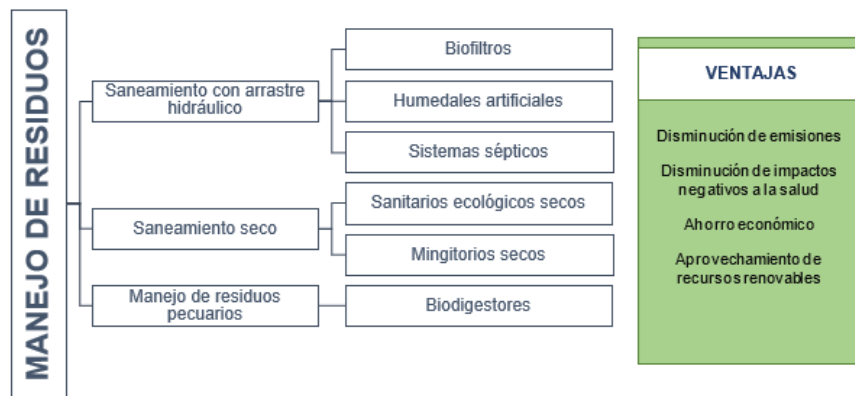 MANEJO DE RESIDUOS
Saneamiento con arrastre
hidráulico
Biofiltros
Humedales artificiales
Sistemas sépticos
Saneamiento seco
Sanitarios ecológicos secos
Mingitorios secos
Manejo de residuos
pecuarios
Biodigestores
VENTAJAS
Disminución de emisiones
Disminución de impactos
negativos a la salud
Ahorro económico
Aprovechamiento de
recursos renovables